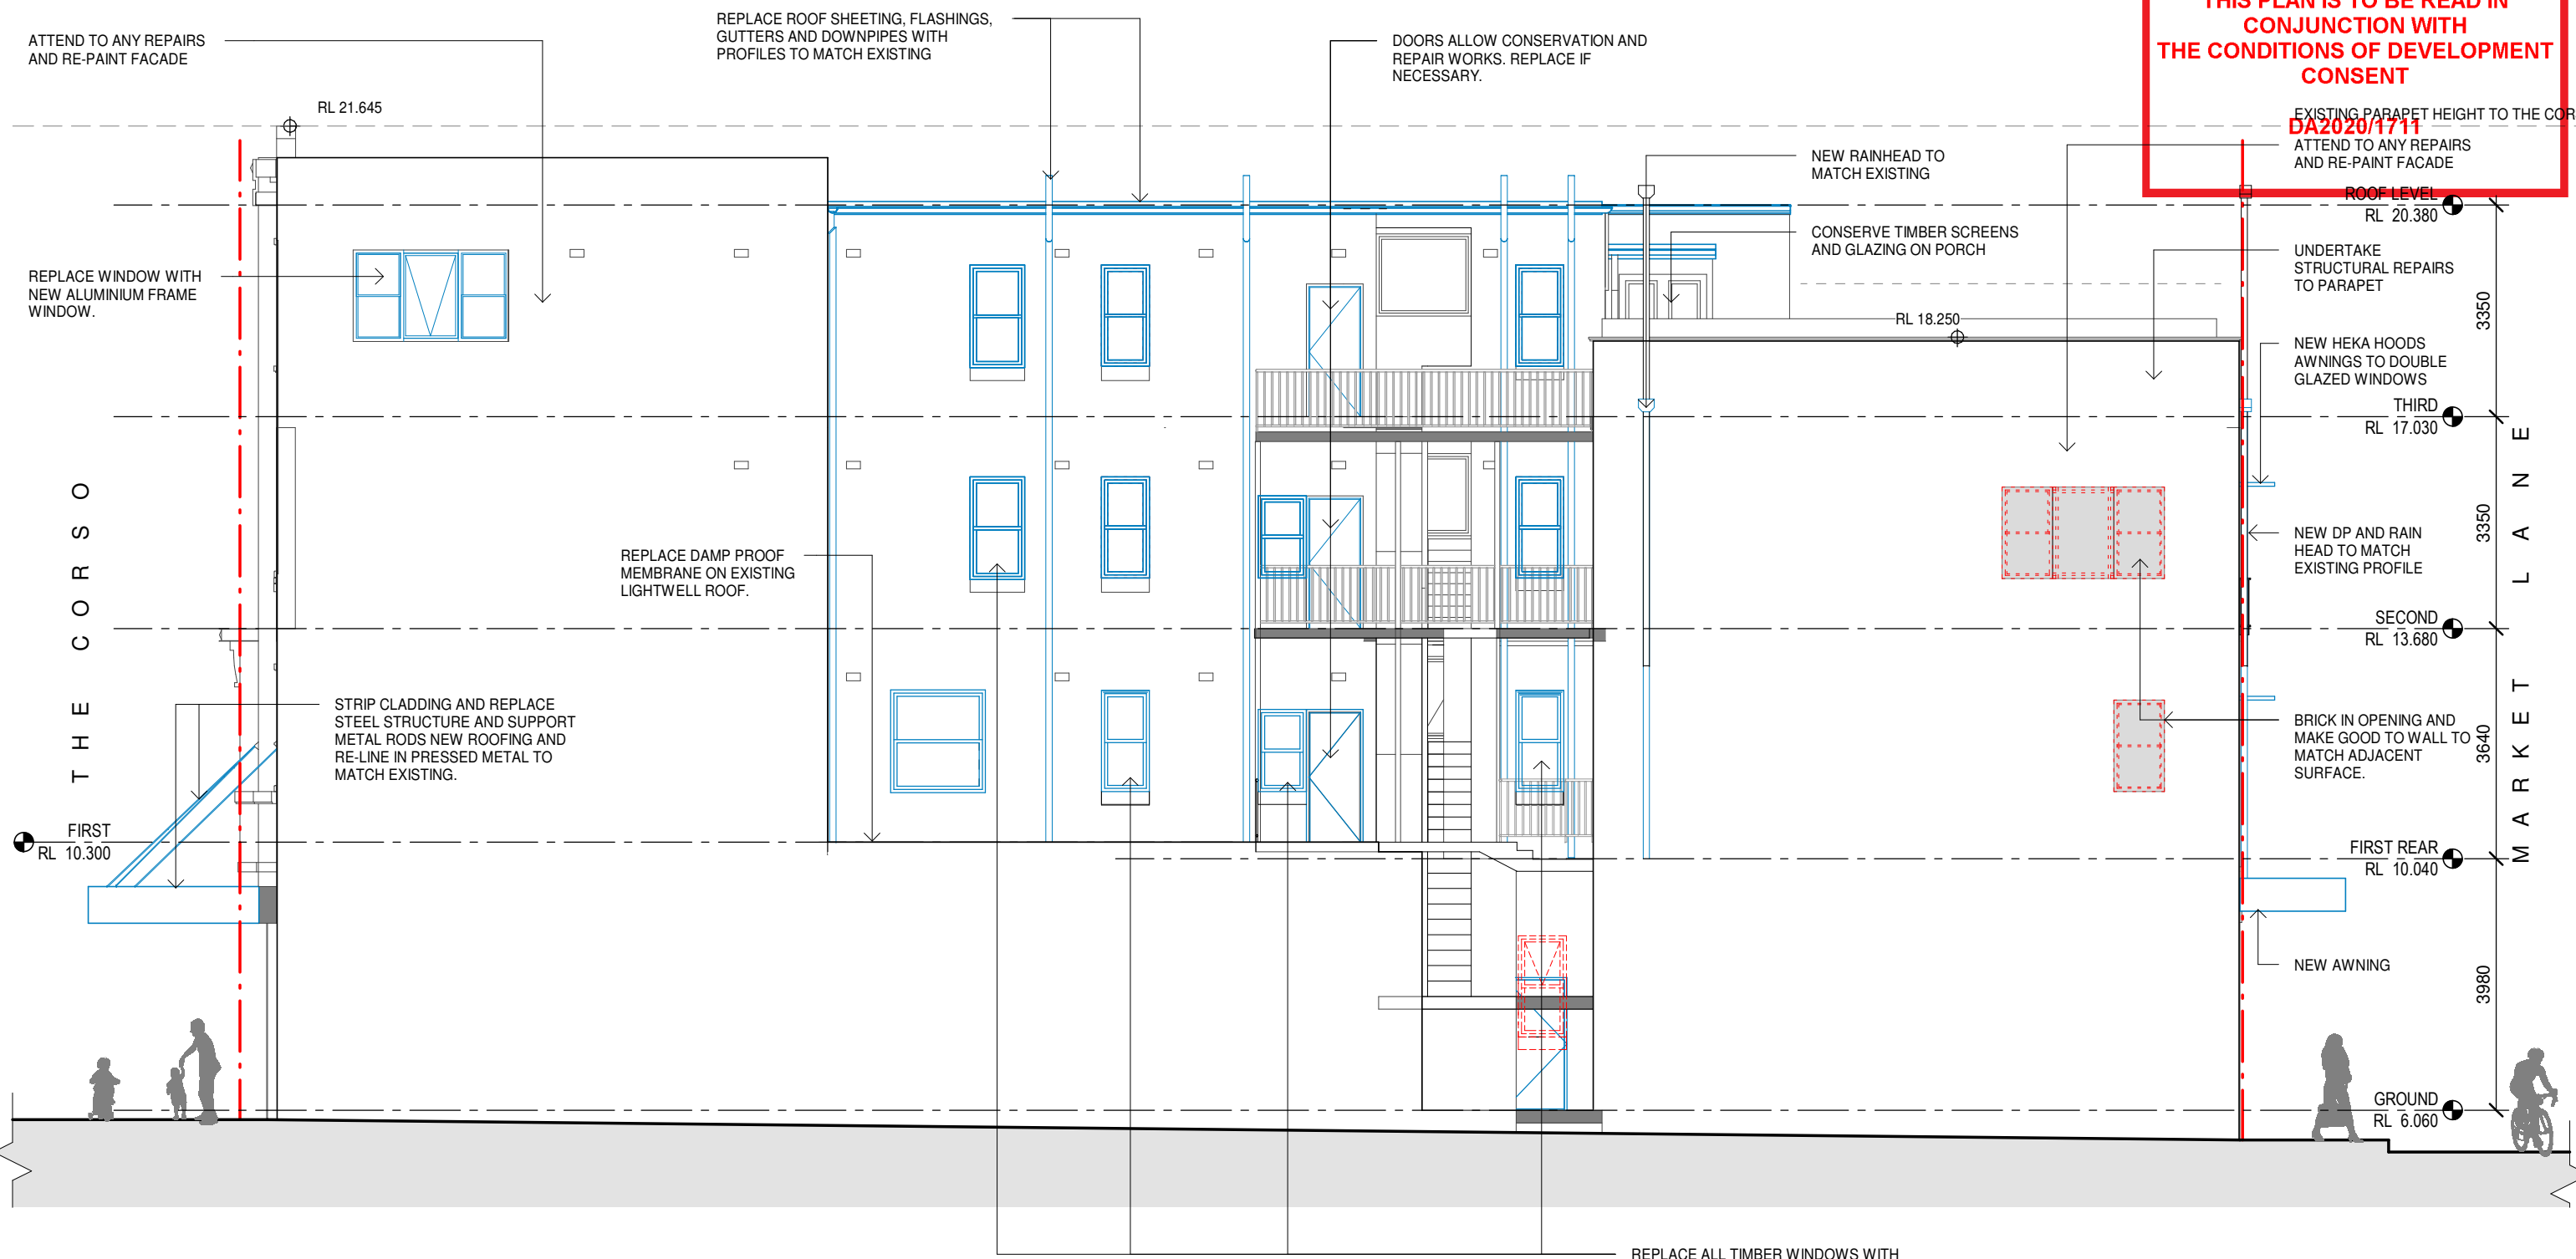 THIS PLAN IS TO BE READ IN
CONJUNCTION WITH
THE CONDITIONS OF DEVELOPMENT
CONSENT
DA2020/1711
ATTEND TO ANY REPAIRS
AND RE-PAINT FACADE
REPLACE ROOF SHEETING, FLASHINGS,
GUTTERS AND DOWNPIPES WITH
PROFILES TO MATCH EXISTING
DOORS ALLOW CONSERVATION AND
REPAIR WORKS. REPLACE IF
NECESSARY.
RL 21.645
EXISTING PARAPET HEIGHT TO THE COR
ATTEND TO ANY REPAIRS
AND RE-PAINT FACADE
NEW RAINHEAD TO
MATCH EXISTING
ROOF LEVEL
RL 20.380
CONSERVE TIMBER SCREENS
AND GLAZING ON PORCH
UNDERTAKE
STRUCTURAL REPAIRS
TO PARAPET
REPLACE WINDOW WITH
NEW ALUMINIUM FRAME
WINDOW.
3350
RL 18.250
NEW HEKA HOODS
AWNINGS TO DOUBLE
GLAZED WINDOWS
THIRD
RL 17.030
THE CORSO
MARKET LANE
3350
NEW DP AND RAIN
HEAD TO MATCH
EXISTING PROFILE
REPLACE DAMP PROOF
MEMBRANE ON EXISTING
LIGHTWELL ROOF.
SECOND
RL 13.680
STRIP CLADDING AND REPLACE
STEEL STRUCTURE AND SUPPORT
METAL RODS NEW ROOFING AND
RE-LINE IN PRESSED METAL TO
MATCH EXISTING.
BRICK IN OPENING AND
MAKE GOOD TO WALL TO
MATCH ADJACENT
SURFACE.
3640
FIRST
RL 10.300
FIRST REAR
RL 10.040
NEW AWNING
3980
GROUND
RL 6.060
REPLACE ALL TIMBER WINDOWS WITH